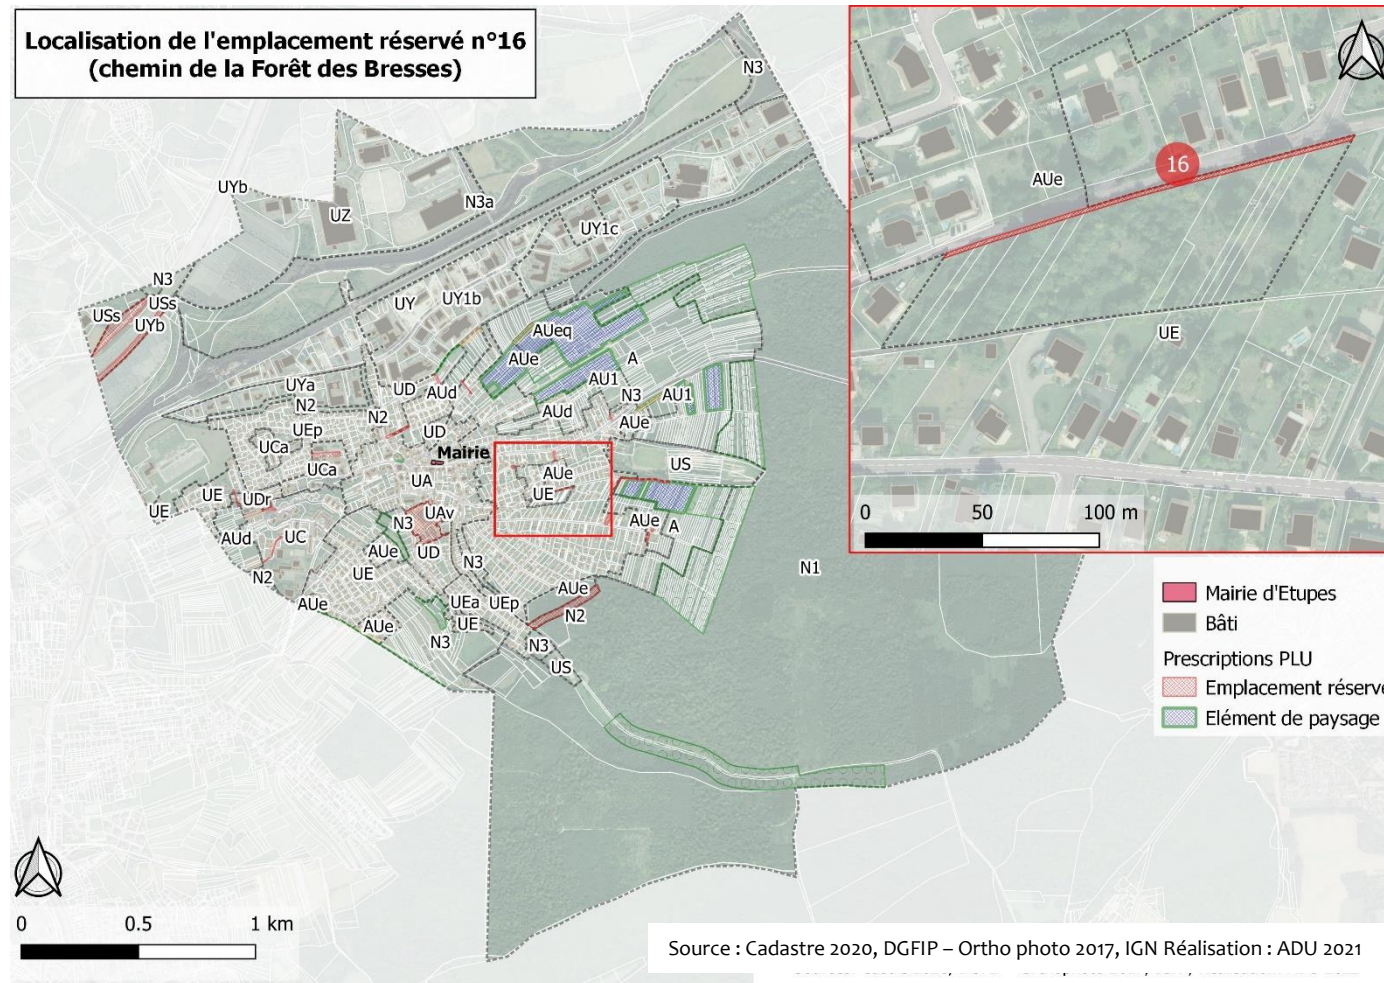 Localisation de l'emplacement réservé n°16
(chemin de la Forêt des Bresses)
N3
UYb
UZ
N3a
UY1c
N3
USs
USs
UYb
UY
UY1b
AUeq
AUe
A
AU1
UYa
UD
AUd
N2
N2
UEp
UD
AUd
N3
AU1
AUe
UCa
UCa
Mairie
US
UA
AUe
UE
UE
UDr
UE
UAv
N3
AUe
A
AUd
UC
AUe
UD
N2
UE
N3
N1
AUe
UEa
UEp
AUe
N2
AUe
UE
N3
N3
US
16
AUe
UE
0 50 100 m
Mairie d'Etupes
Bâti
Prescriptions PLU
Emplacement réservé
Elément de paysage
0 0.5 1 km
Source : Cadastre 2020, DGFIP – Ortho photo 2017, IGN Réalisation : ADU 2021